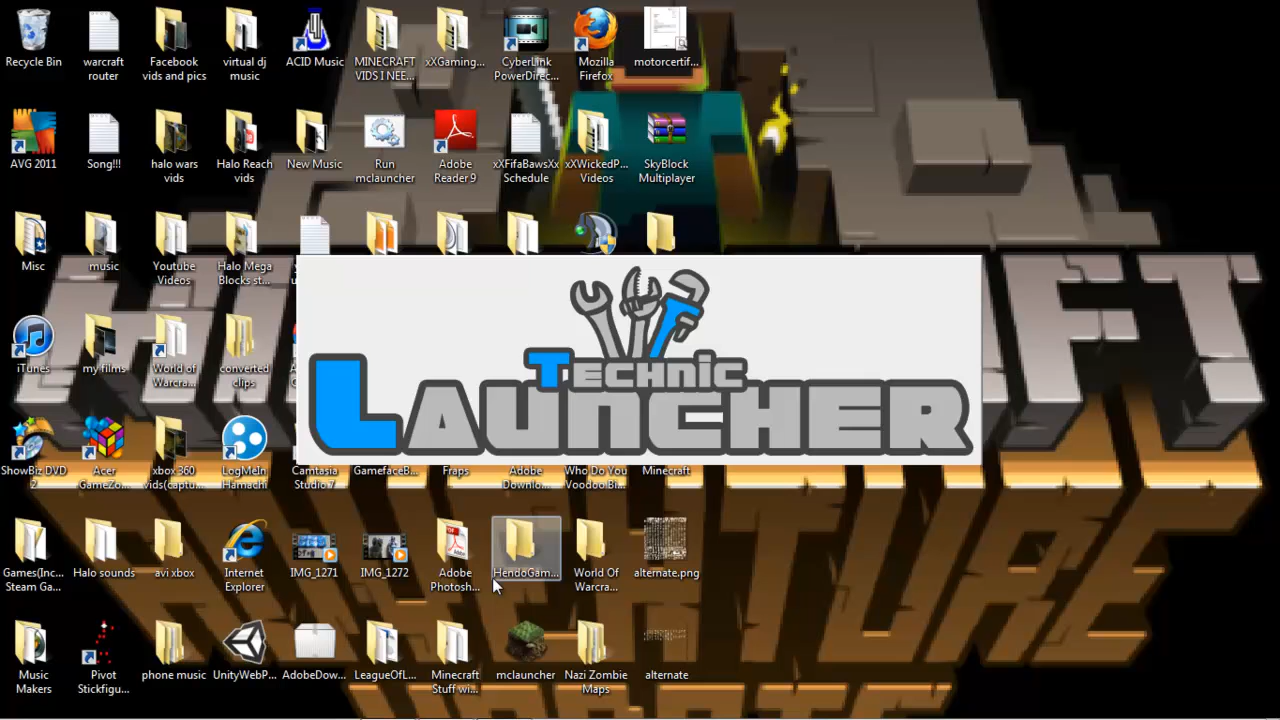 Recycle Bin
warcraft
router
Facebook
vids and pics
virtual dj
music
ACID Music
MINECRAFT
VIDS I NEE...
xXGaming...
CyberLink
PowerDirec...
Mozilla
Firefox
motorcertif...
AVG 2011
Song!!!
halo wars
vids
Halo Reach
vids
New Music
Run
mclauncher
Adobe
Reader 9
xXFifaBawsXx
Schedule
xXWickedP...
Videos
SkyBlock
Multiplayer
Misc
music
Youtube
Videos
Halo Mega
Blocks st...
TECHNIC
LAUNCHER
iTunes
my films
World of
Warcra...
converted
clips
ShowBiz DVD
2
Acer
GameZo...
xbox 360
vids(captu...
LogMeIn
Hamachi
Camtasia
Studio 7
GamefaceB...
Fraps
Adobe
Downlo...
Who Do You
Voodoo Bi...
Minecraft
Games(Inc...
Steam Ga...
Halo sounds
avi xbox
Internet
Explorer
IMG_1271
IMG_1272
Adobe
Photosh...
HendoGam...
World Of
Warcra...
alternate.png
Music
Makers
Pivot
Stickfigu...
phone music
UnityWebP...
AdobeDow...
LeagueOfL...
Minecraft
Stuff wi...
mclauncher
Nazi Zombie
Maps
alternate
ADVENTURE
UPDATE